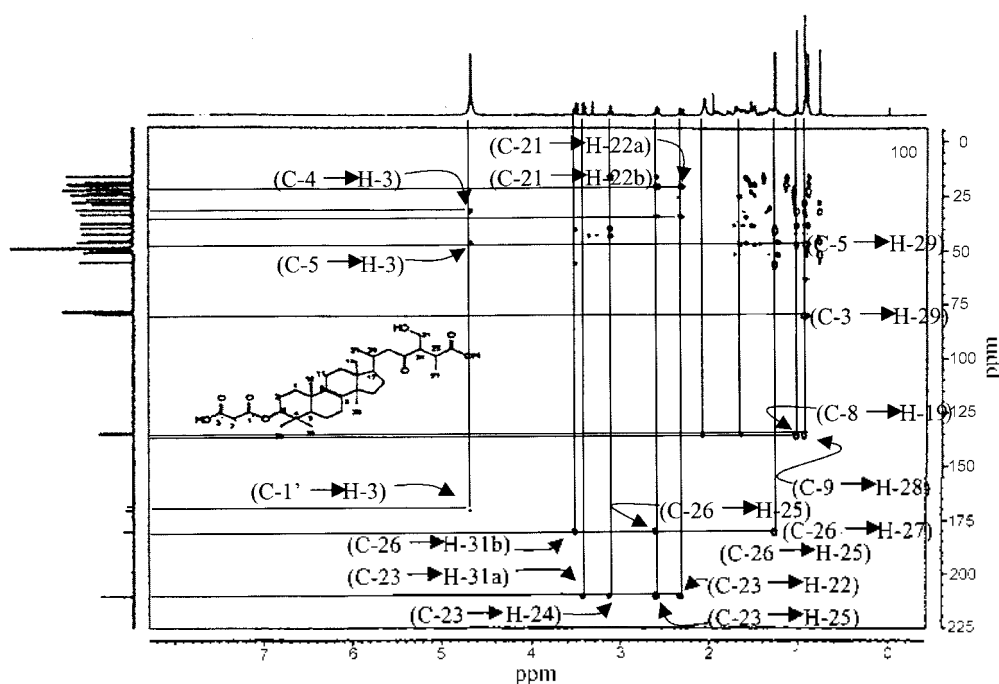 100
(C-21 → H-22a)
(C-4 → H-3)
(C-21 → H-22b)
(C-5 → H-3)
(C-5 → H-29)
(C-3 → H-29)
(C-8 → H-19)
(C-1' → H-3)
(C-9 → H-28)
(C-26 → H-25)
(C-26 → H-31b)
(C-26 → H-27)
(C-26 → H-25)
(C-23 → H-31a)
(C-23 → H-22)
(C-23 → H-24)
(C-23 → H-25)
0
25
50
75
100
125
150
175
200
225
ppm
7 6 5 4 3 2 1 0
ppm